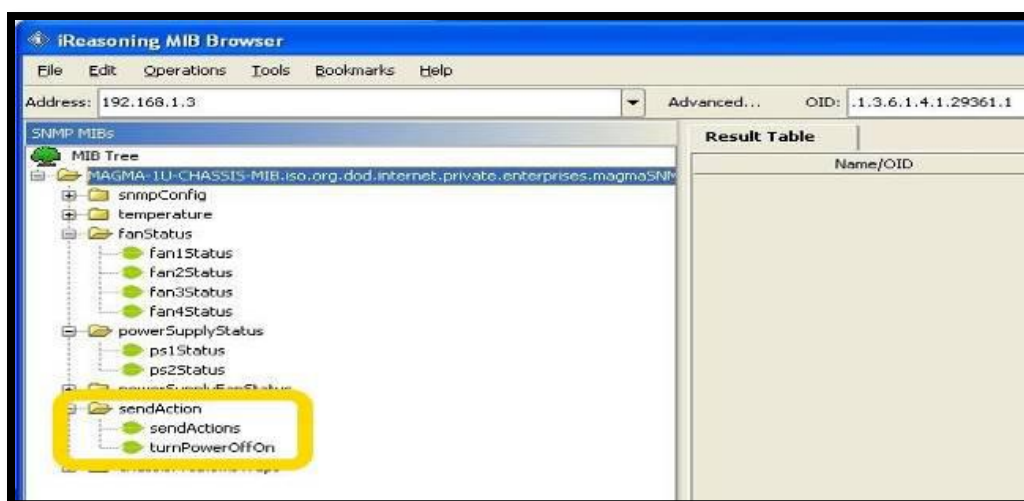 iReasoning MIB Browser
File Edit Operations Tools Bookmarks Help
Address: 192.168.1.3 Advanced... OID: .1.3.6.1.4.1.29361.1
SNMP MIBs
Result Table
MIB Tree
Name/OID
MAGMA-1U-CHASSIS-MIB.iso.org.dod.internet.private.enterprises.magmaSNM
snmpConfig
temperature
fanStatus
fan1Status
fan2Status
fan3Status
fan4Status
powerSupplyStatus
ps1Status
ps2Status
powerSupplyFanStatus
sendAction
sendActions
turnPowerOffOn